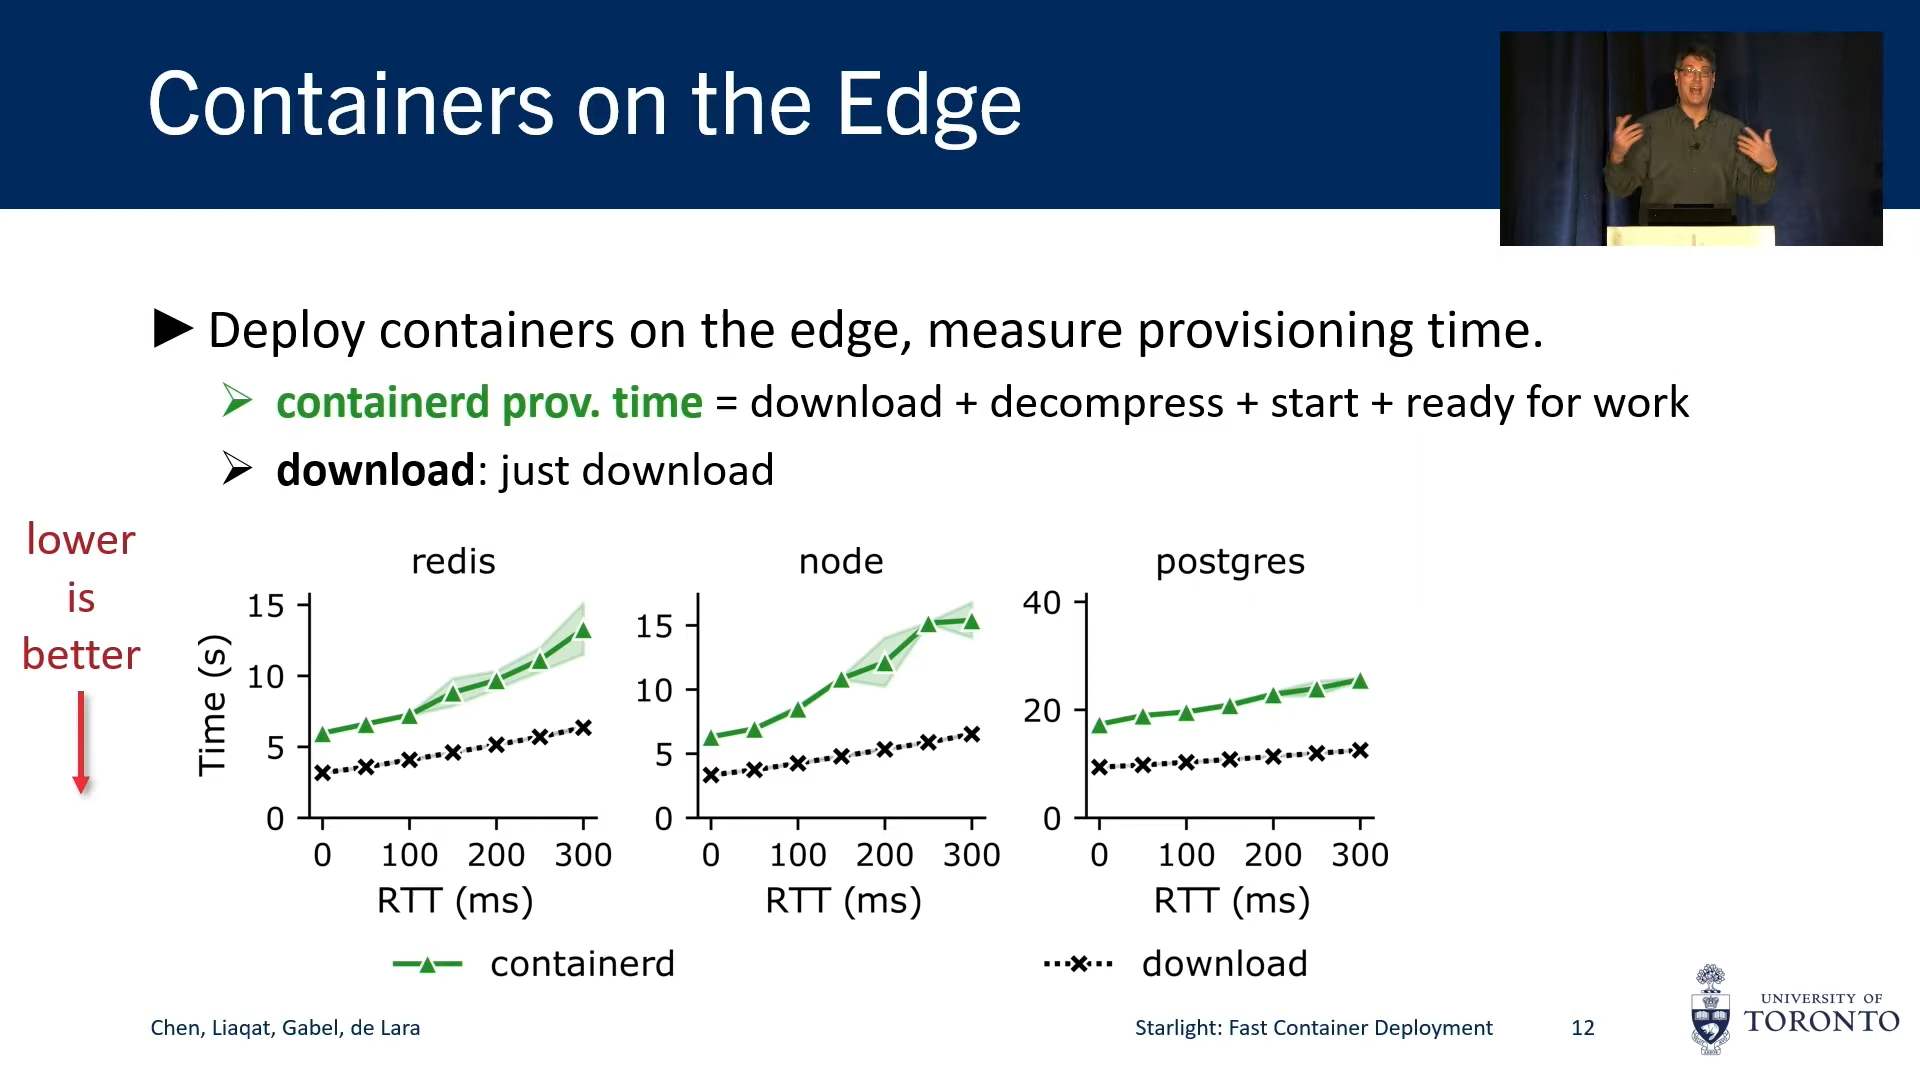 Containers on the Edge
Deploy containers on the edge, measure provisioning time.
containerd prov. time = download + decompress + start + ready for work
download: just download
lower
is
better
redis
node
postgres
Time (s)
15
10
5
0
0 100 200 300
RTT (ms)
15
10
5
0
0 100 200 300
RTT (ms)
40
20
0
0 100 200 300
RTT (ms)
containerd
download
Chen, Liaqat, Gabel, de Lara
Starlight: Fast Container Deployment
12
UNIVERSITY OF
TORONTO